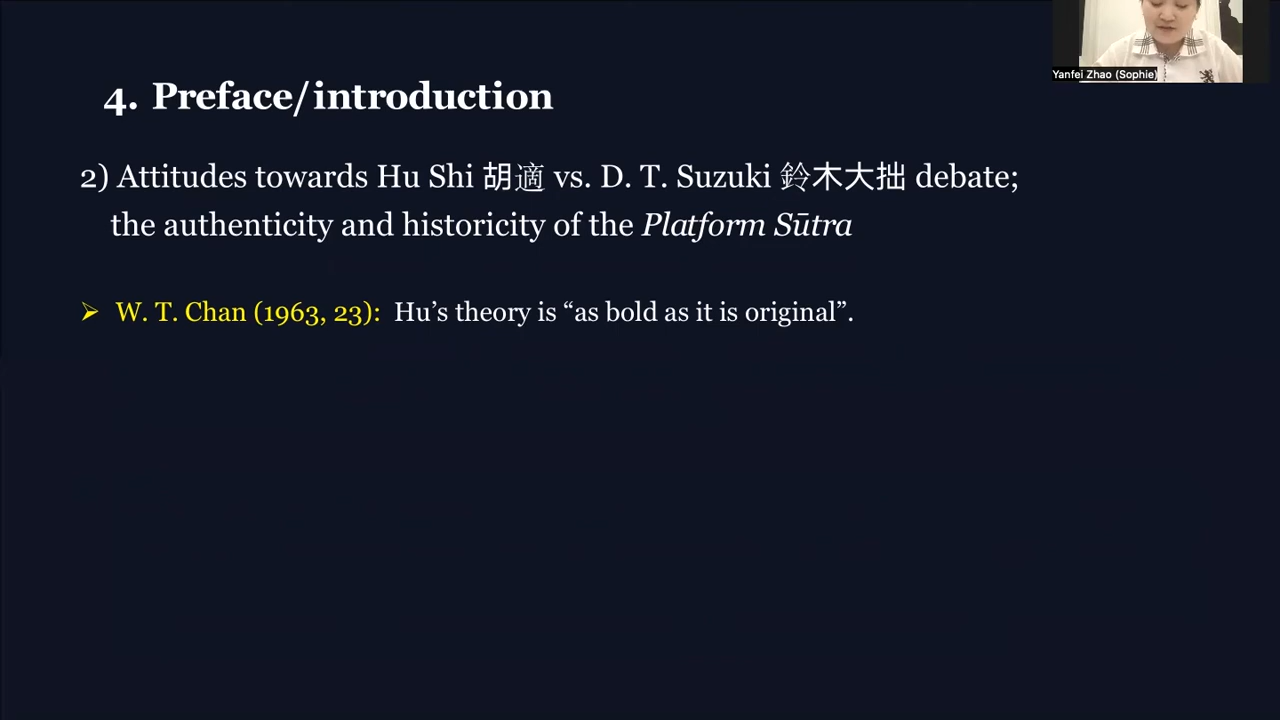 Yanfei Zhao (Sophie)
4. Preface/introduction
2) Attitudes towards Hu Shi 胡適 vs. D. T. Suzuki 鈴木大拙 debate;
the authenticity and historicity of the Platform Sūtra
➢ W. T. Chan (1963, 23): Hu’s theory is “as bold as it is original”.